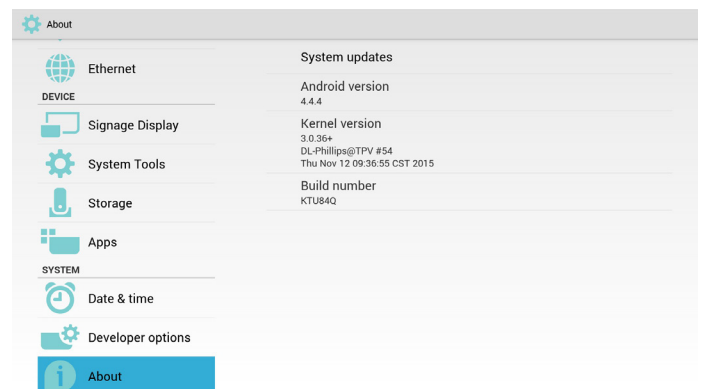 About
Ethernet
DEVICE
Signage Display
System Tools
Storage
Apps
SYSTEM
Date & time
Developer options
About
System updates
Android version
4.4.4
Kernel version
3.0.36+
DL-Phillips@TPV #54
Thu Nov 12 09:36:55 CST 2015
Build number
KTU84Q